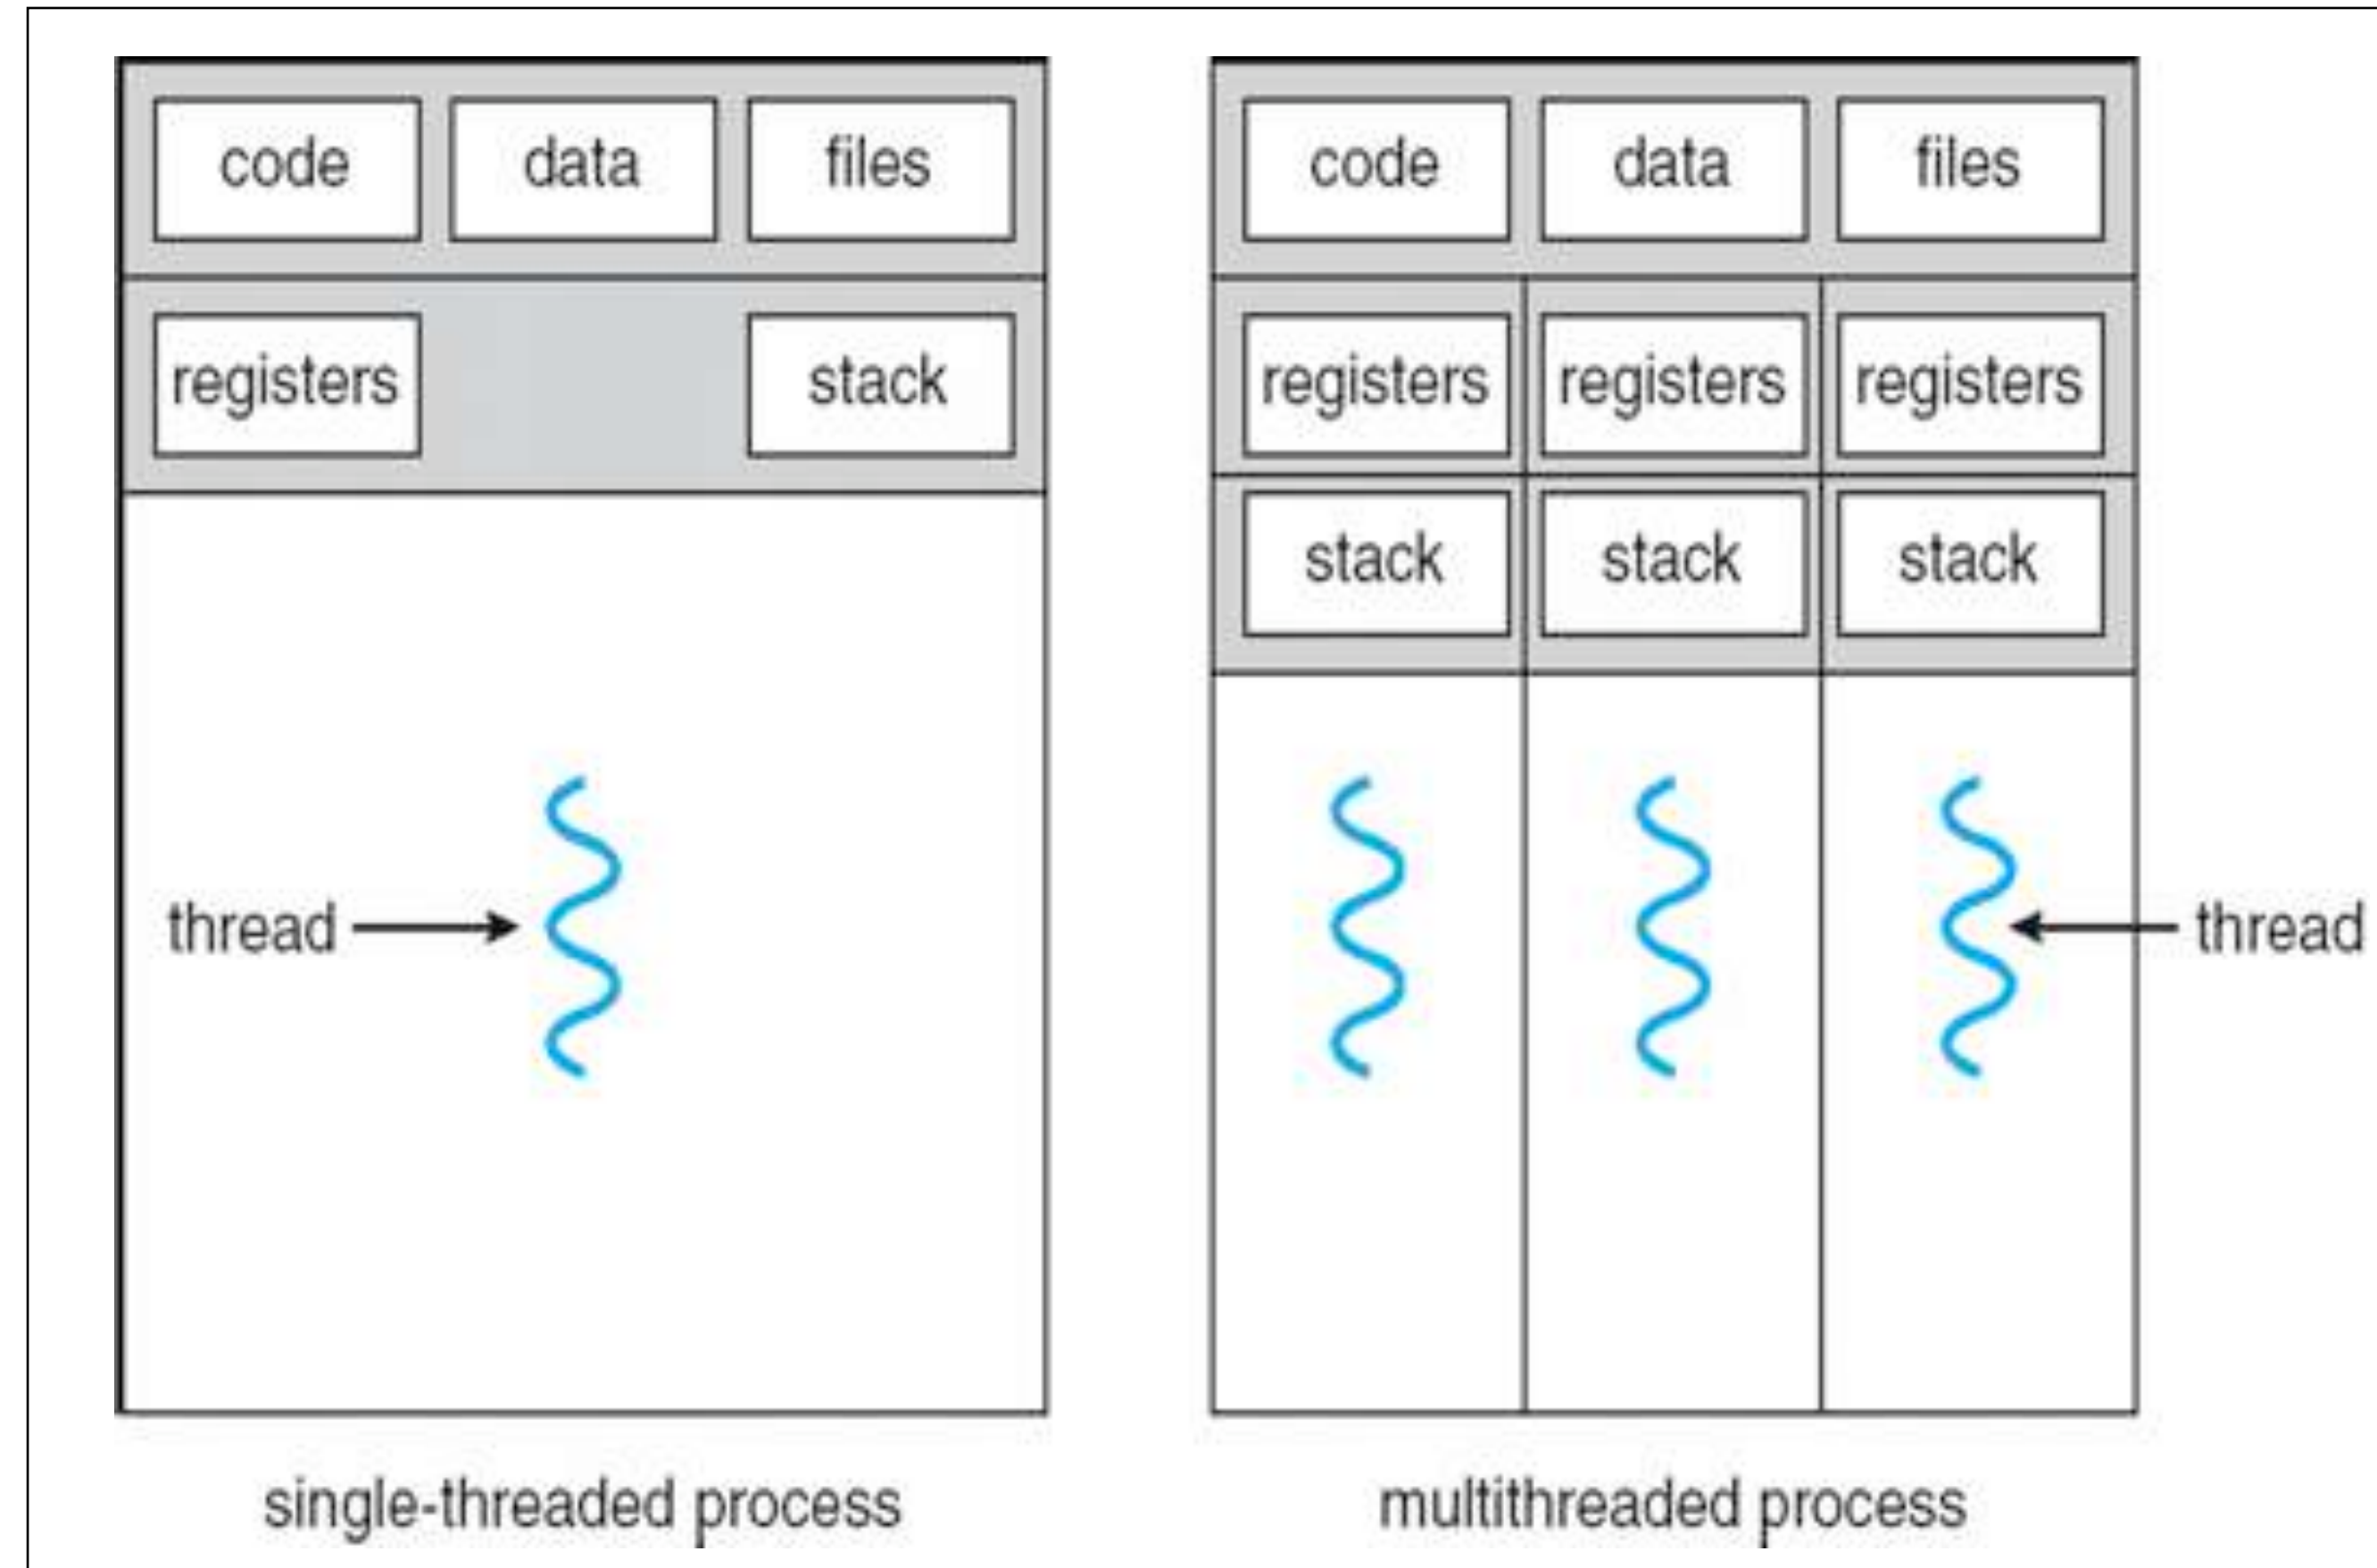 code data files
registers stack
thread
single-threaded process
code data files
registers registers registers
stack stack stack
thread
multithreaded process